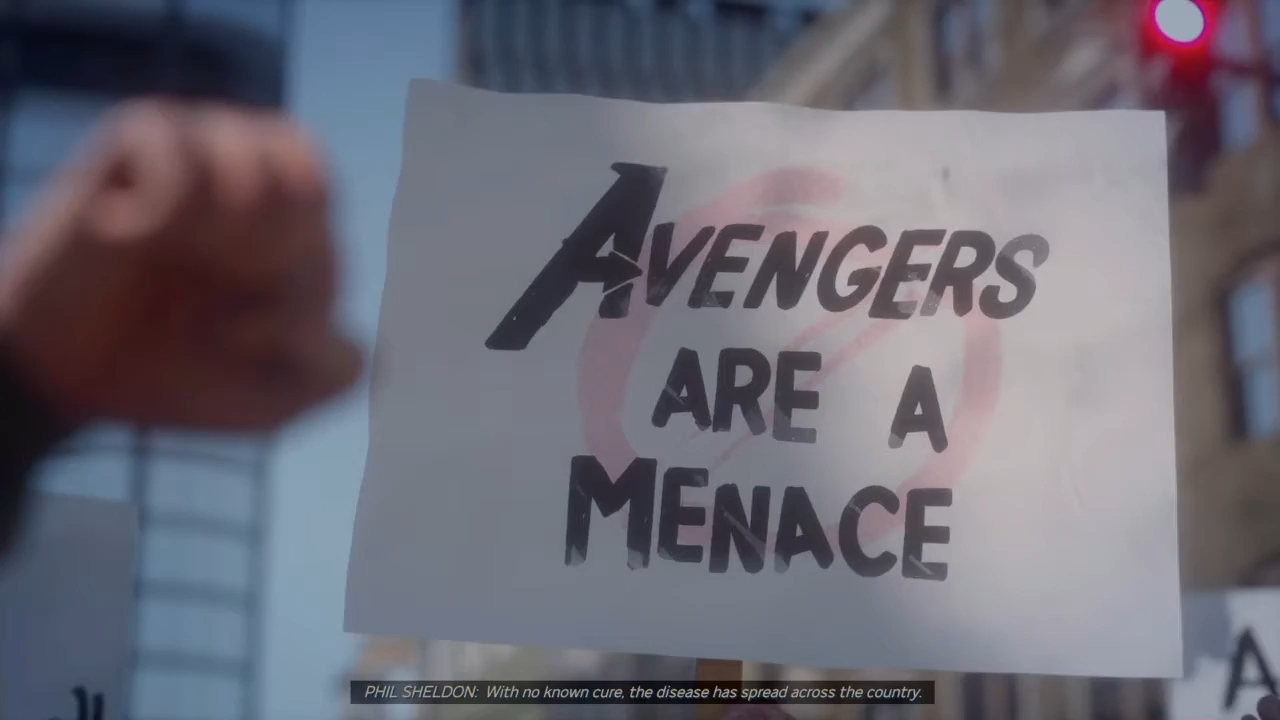 AVENGERS
ARE A
MENACE
A
PHIL SHELDON: With no known cure, the disease has spread across the country.